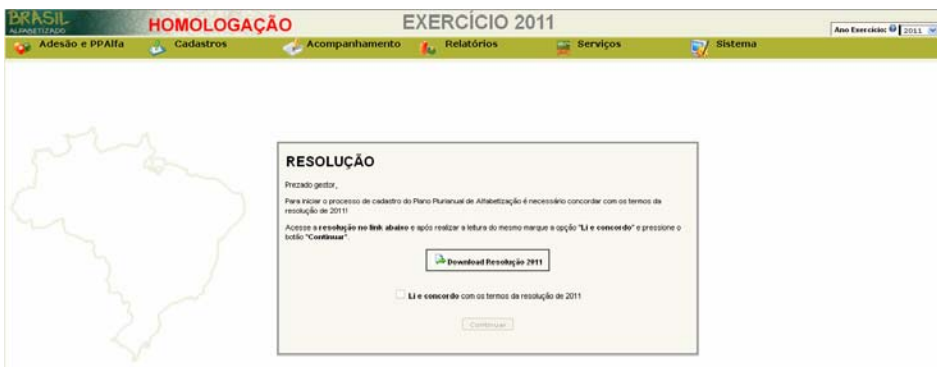 BRASIL
ALFABETIZADO
HOMOLOGAÇÃO
EXERCÍCIO 2011
Ano Exercício: 2011
Adesão e PPAlfa
Cadastros
Acompanhamento
Relatórios
Serviços
Sistema
RESOLUÇÃO
Prezado gestor,
Para iniciar o processo de cadastro do Plano Plurianual de Alfabetização é necessário concordar com os termos da
resolução de 2011!
Acesse a resolução no link abaixo e após realizar a leitura do mesmo marque a opção "Li e concordo" e pressione o
botão "Continuar".
Download Resolução 2011
Li e concordo com os termos da resolução de 2011
Continuar